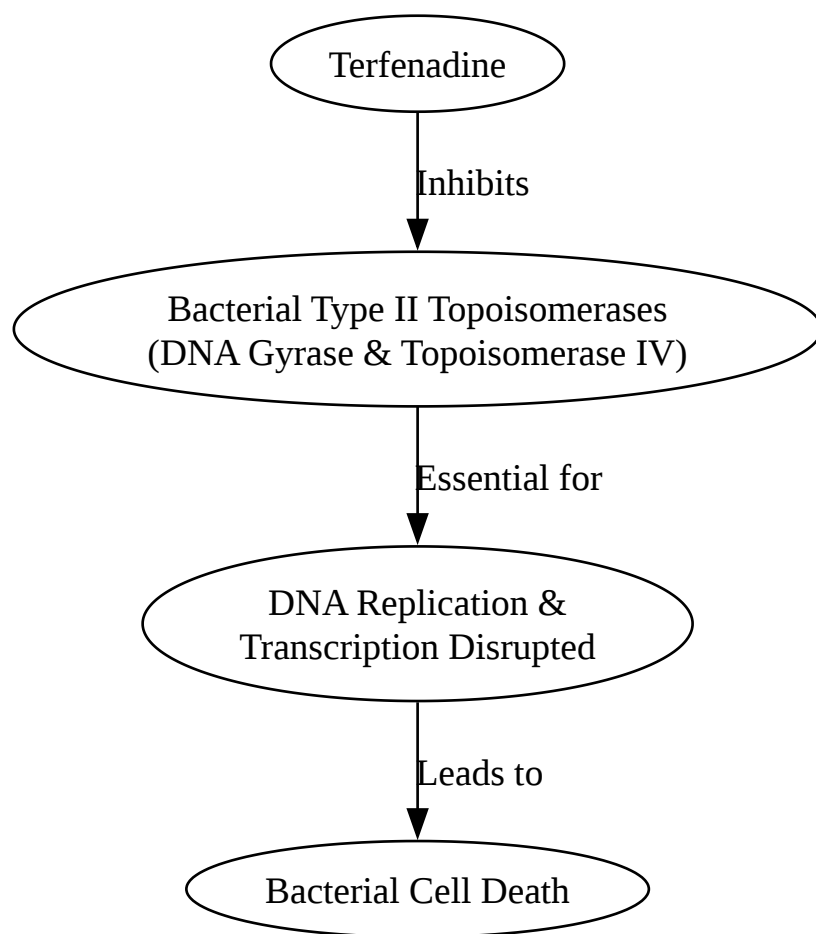 Terfenadine
Inhibits
Bacterial Type II Topoisomerases
(DNA Gyrase & Topoisomerase IV)
Essential for
DNA Replication &
Transcription Disrupted
Leads to
Bacterial Cell Death